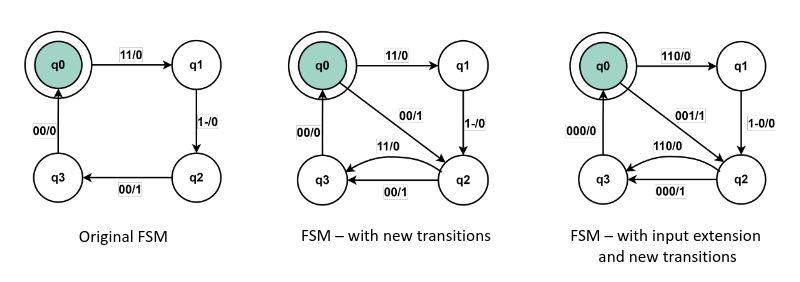 q0
11/0
q1
1-/0
q2
00/1
q3
00/0
Original FSM
q0
11/0
q1
00/1
1-/0
11/0
q2
00/1
q3
00/0
FSM – with new transitions
q0
110/0
q1
001/1
1-0/0
110/0
q2
000/1
q3
000/0
FSM – with input extension
and new transitions